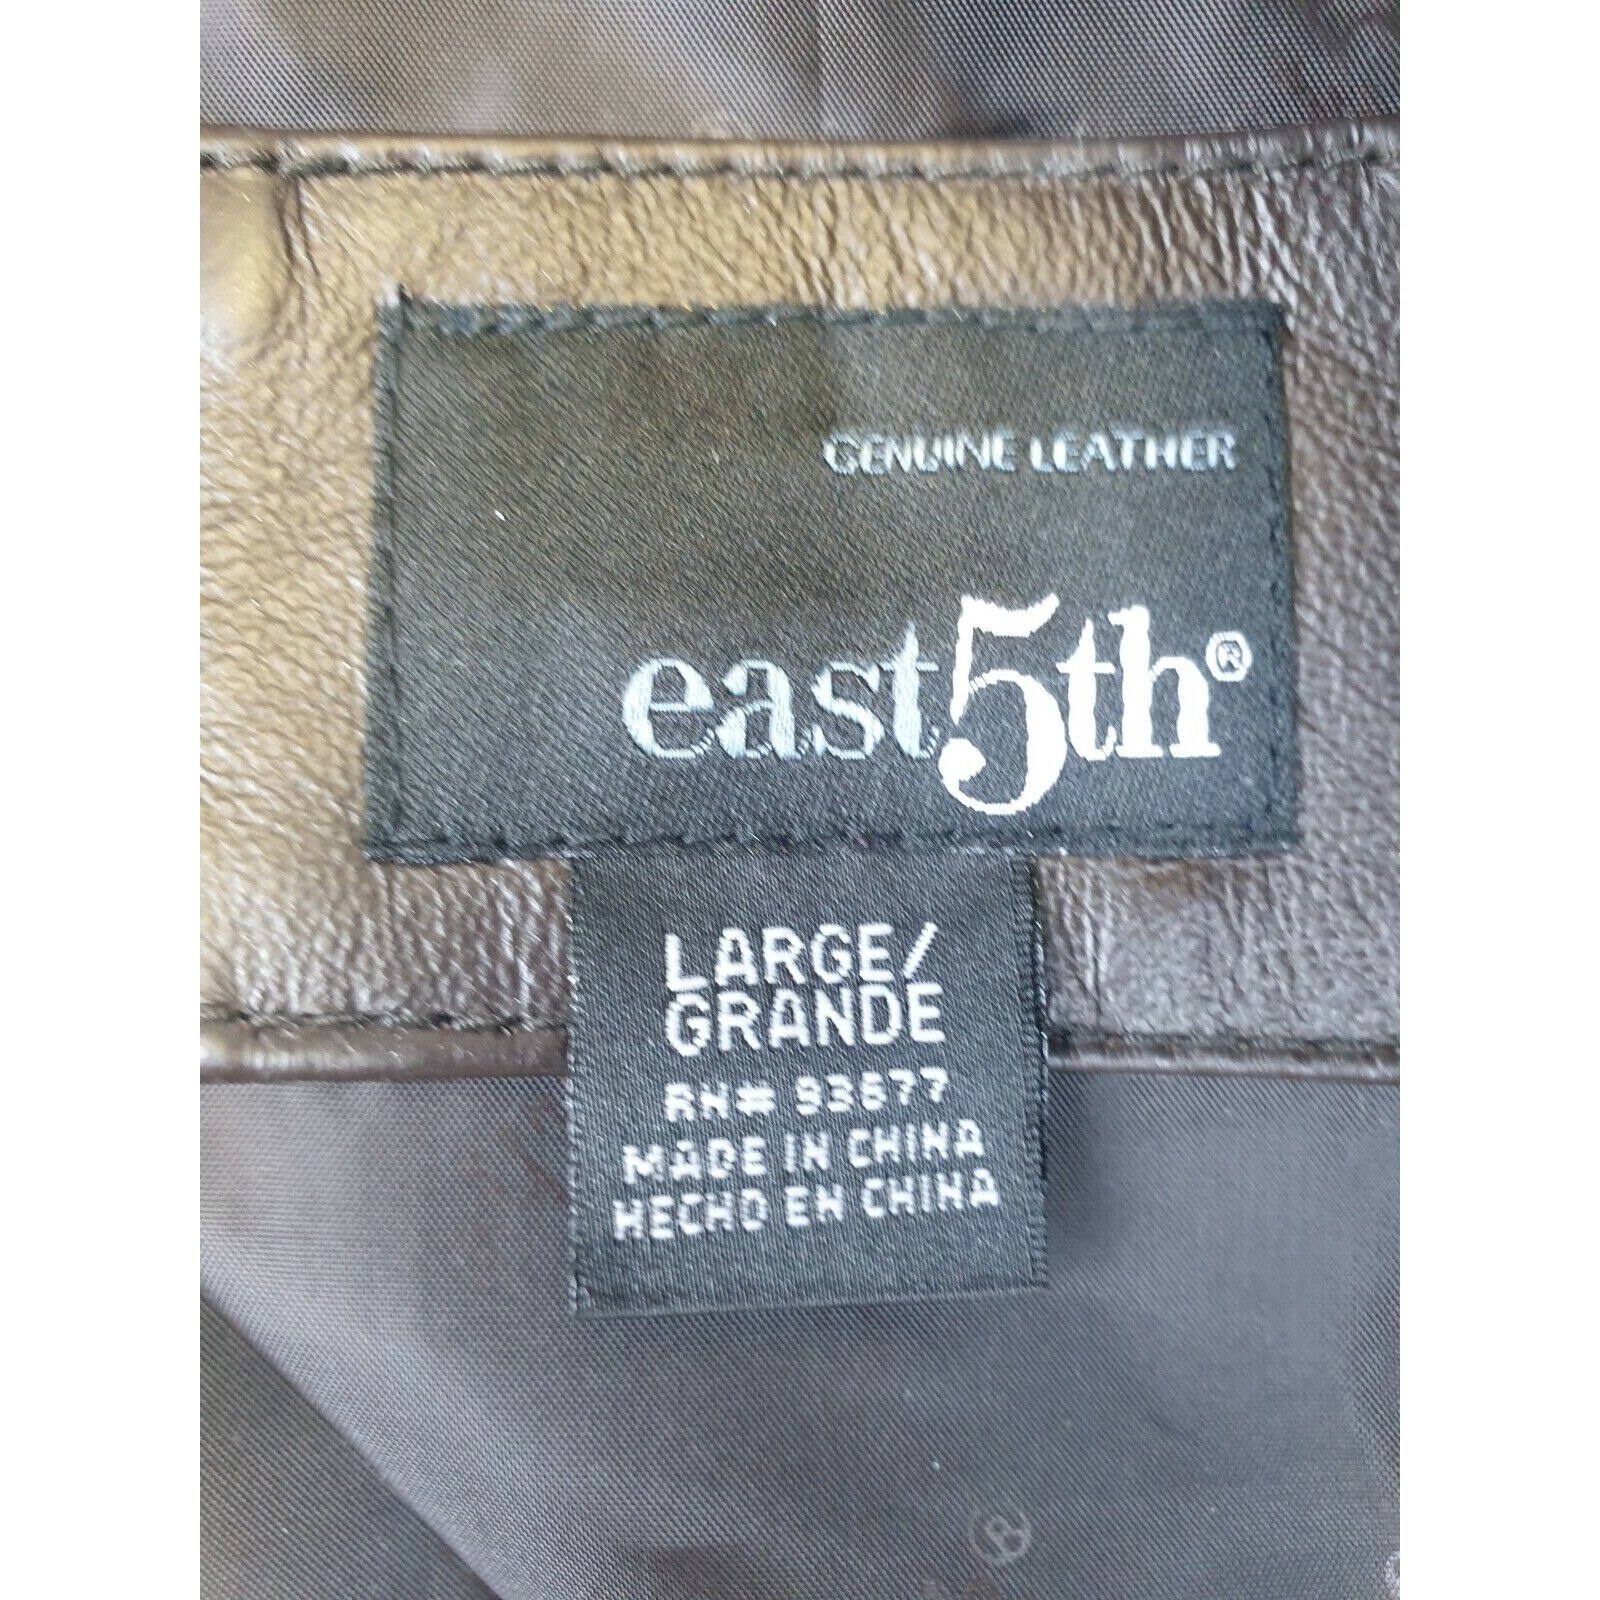 GENUINE LEATHER
east5th®
LARGE/
GRANDE
RN# 93677
MADE IN CHINA
HECHO EN CHINA